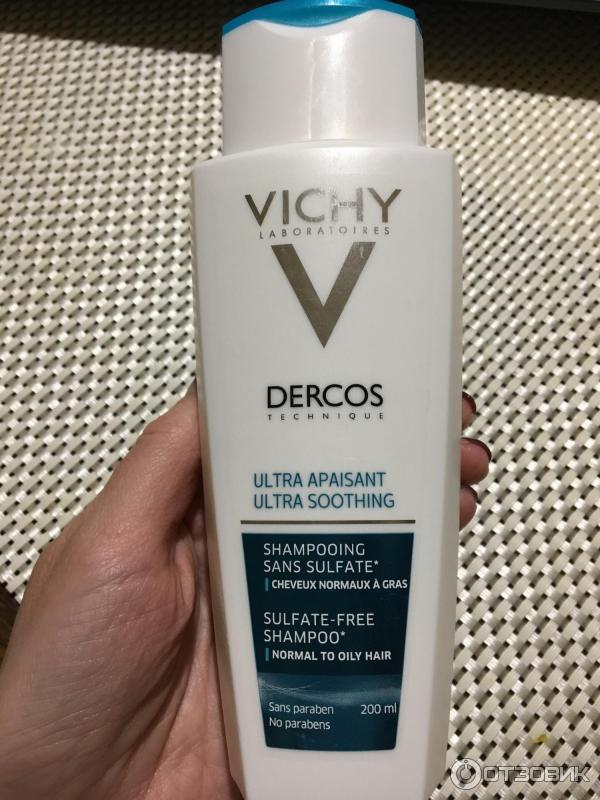 VICHY
LABORATOIRES
V
DERCOS
TECHNIQUE
ULTRA APAISANT
ULTRA SOOTHING
SHAMPOOING
SANS SULFATE*
CHEVEUX NORMAUX À GRAS
SULFATE-FREE
SHAMPOO*
NORMAL TO OILY HAIR
Sans paraben
No parabens
200 ml
ОТЗОВИК